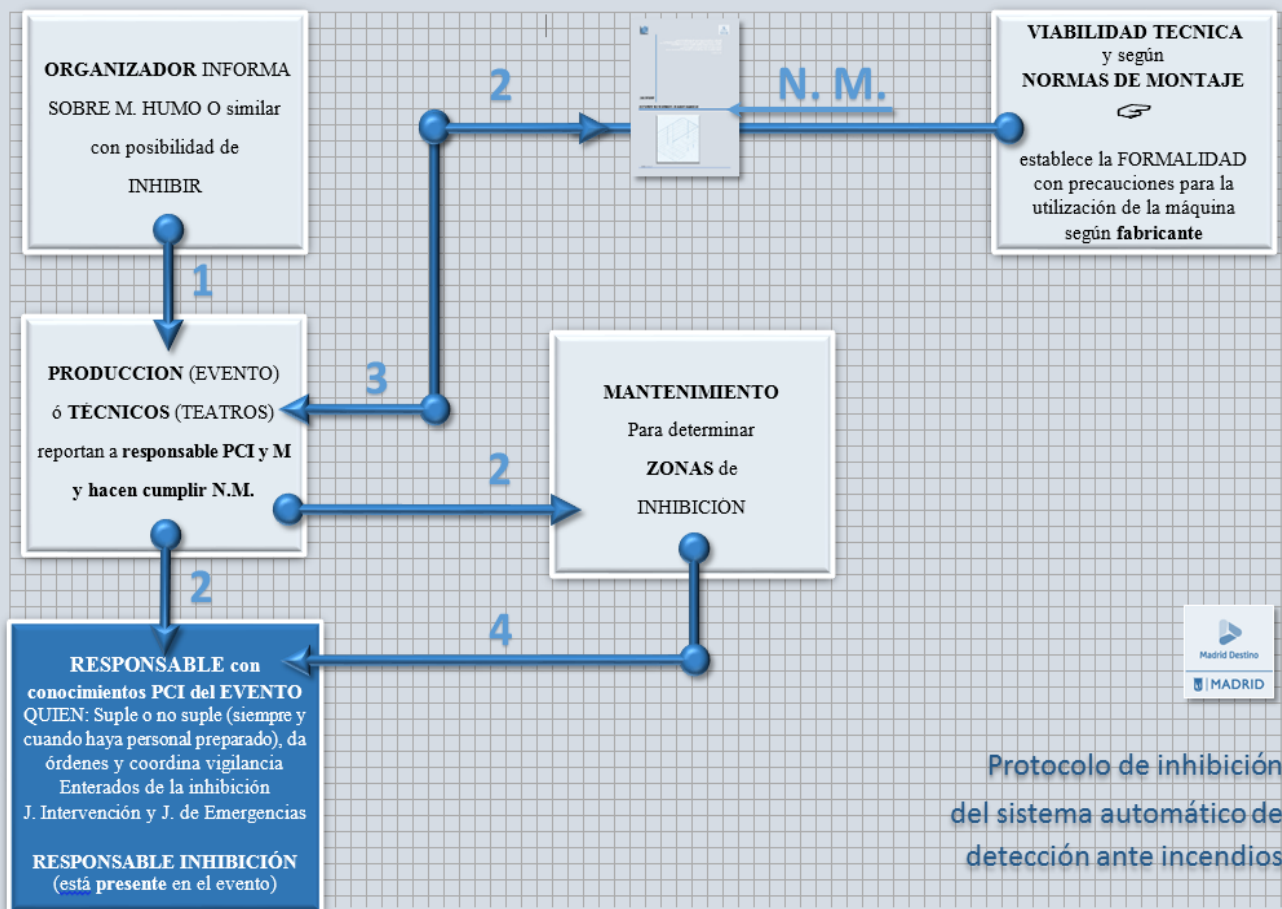 ORGANIZADOR INFORMA
SOBRE M. HUMO O similar
con posibilidad de
INHIBIR
1
PRODUCCION (EVENTO)
ó TÉCNICOS (TEATROS)
reportan a responsable PCI y M
y hacen cumplir N.M.
2
N. M.
VIABILIDAD TECNICA
y según
NORMAS DE MONTAJE
establece la FORMALIDAD
con precauciones para la
utilización de la máquina
según fabricante
3
2
MANTENIMIENTO
Para determinar
ZONAS de
INHIBICIÓN
2
4
RESPONSABLE con
conocimientos PCI del EVENTO
QUIEN: Suple o no suple (siempre y
cuando haya personal preparado), da
órdenes y coordina vigilancia
Enterados de la inhibición
J. Intervención y J. de Emergencias
RESPONSABLE INHIBICIÓN
(está presente en el evento)
Madrid Destino
MADRID
Protocolo de inhibición
del sistema automático de
detección ante incendios